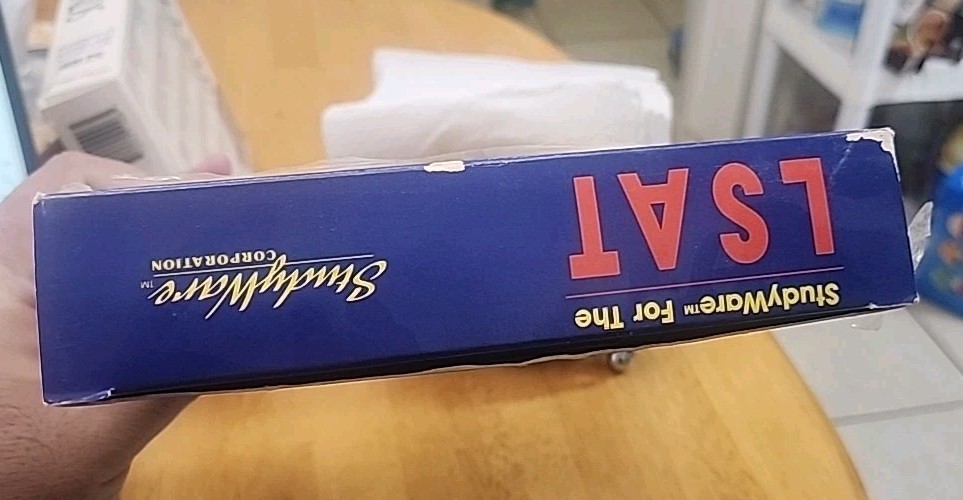 StudyWare™ For The
LSAT
StudyWare™
CORPORATION